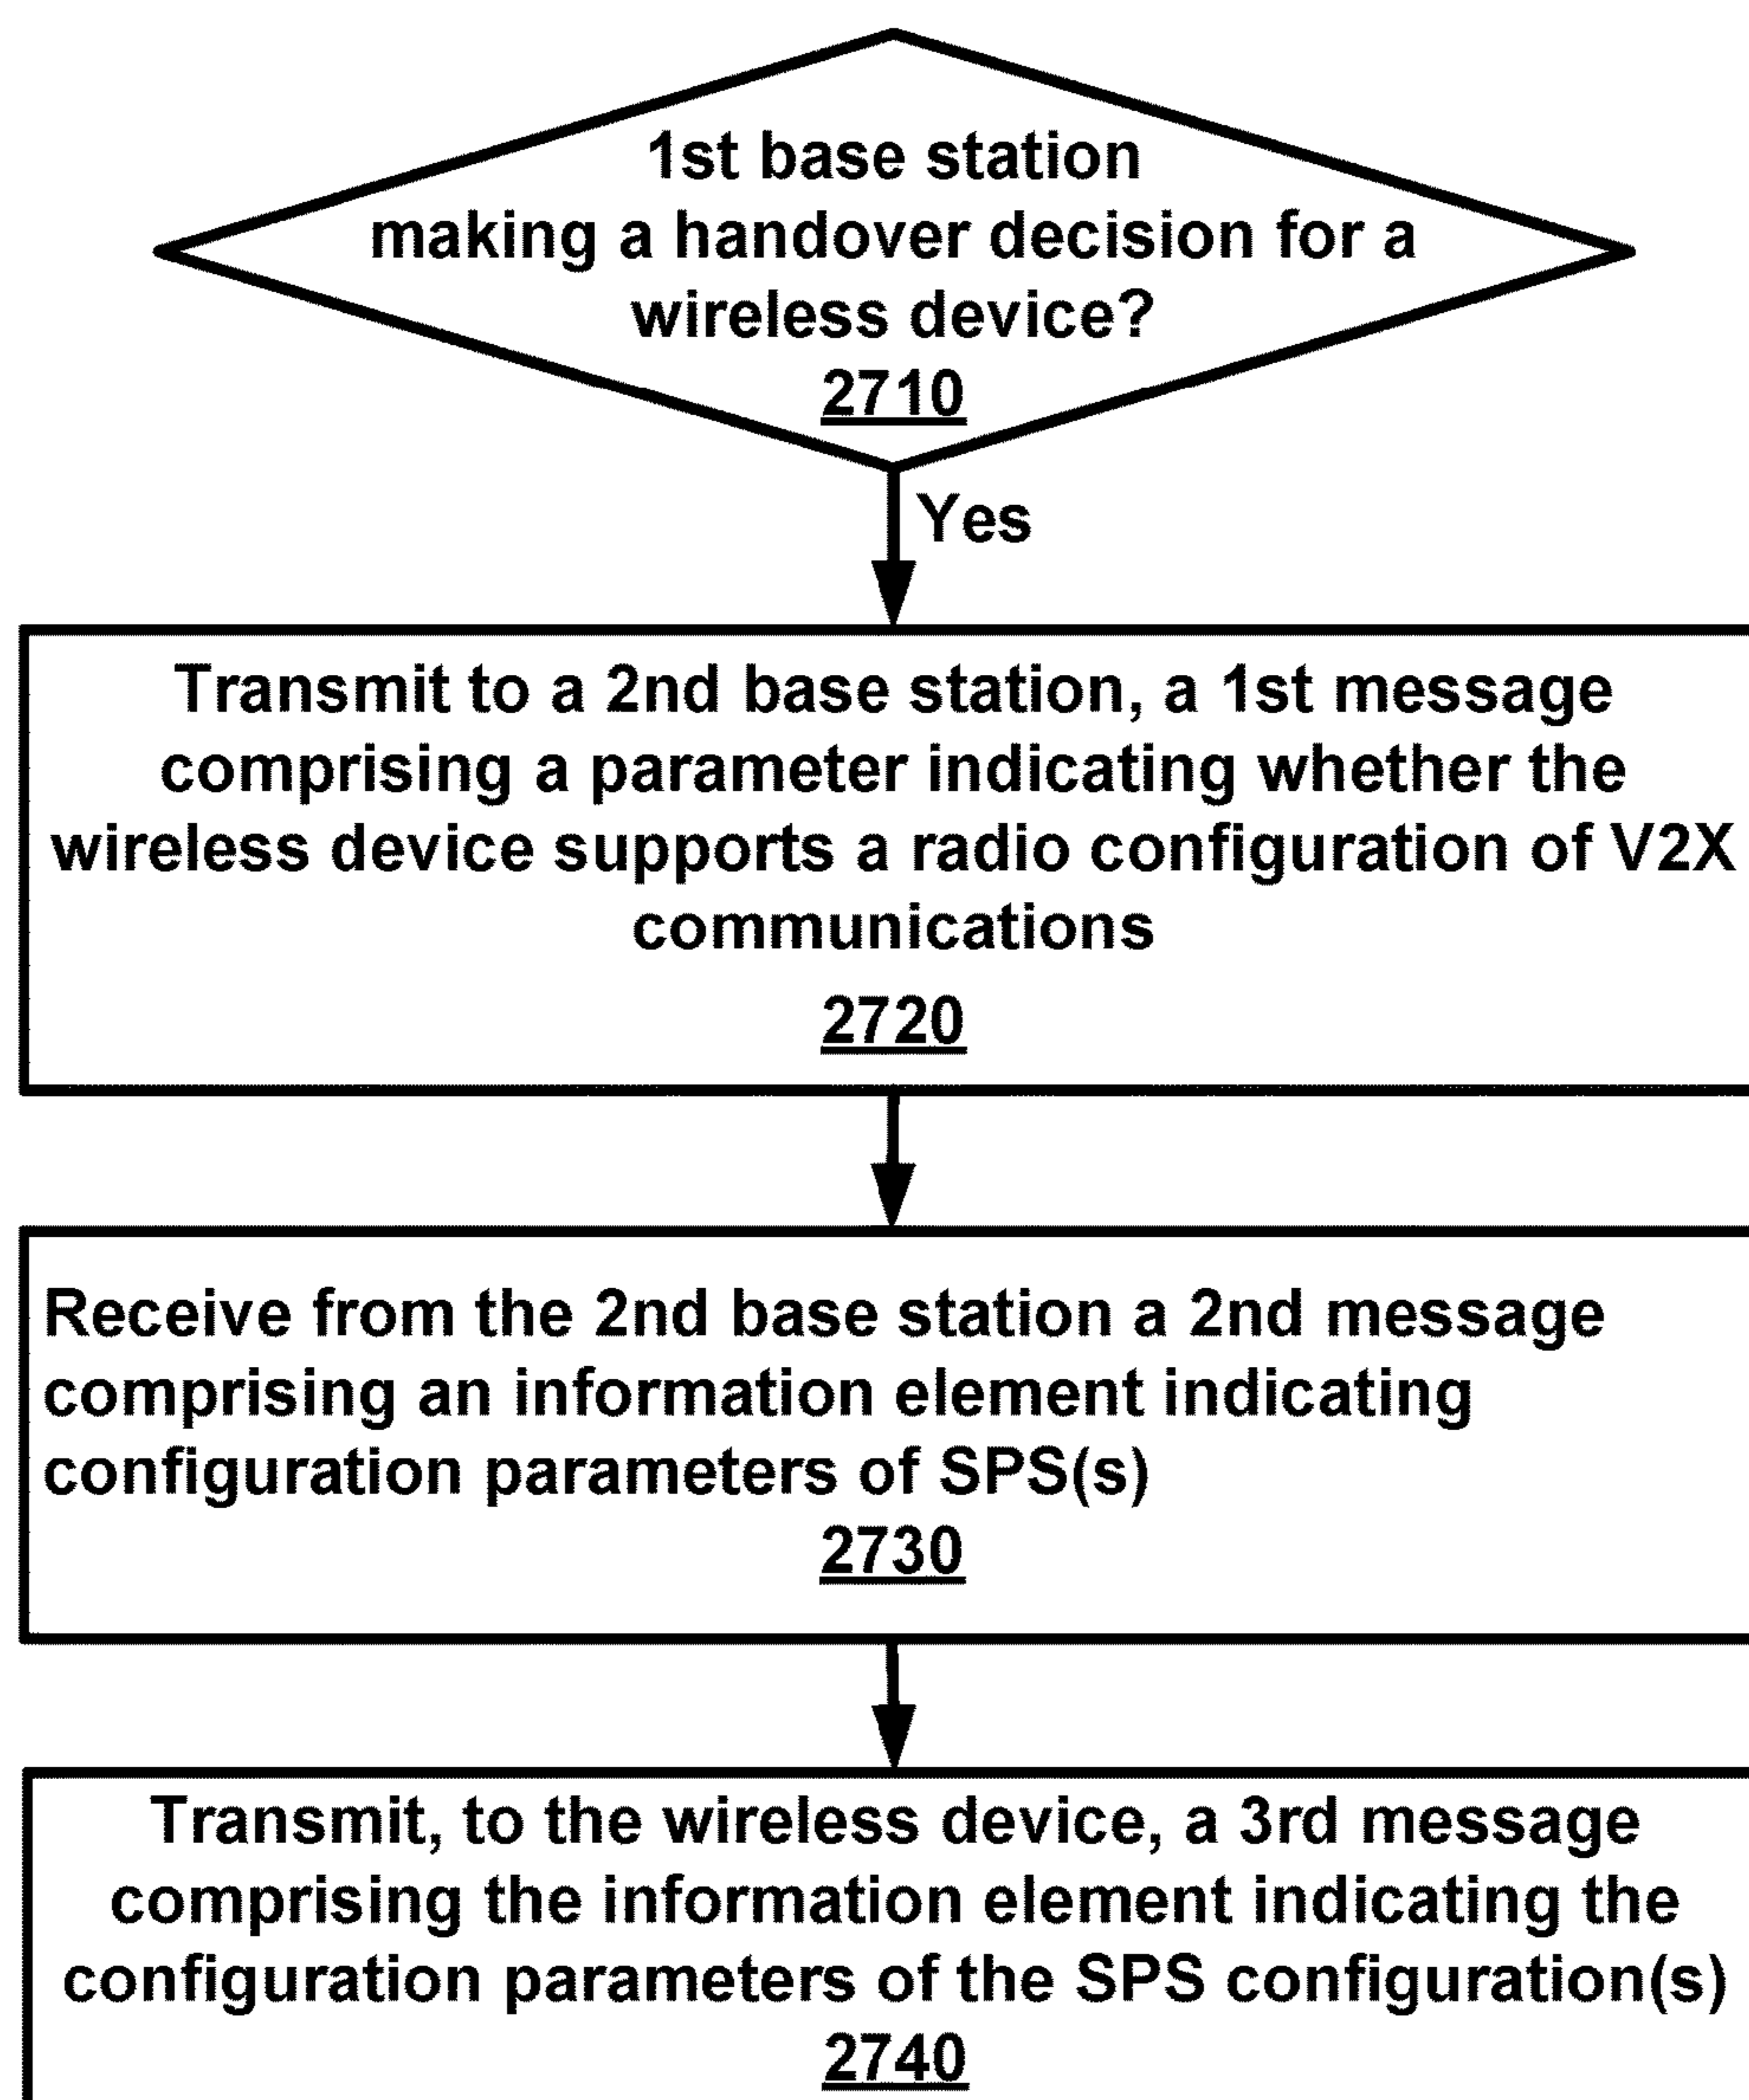 1st base station
making a handover decision for a
wireless device?
2710
Yes
Transmit to a 2nd base station, a 1st message
comprising a parameter indicating whether the
wireless device supports a radio configuration of V2X
communications
2720
Receive from the 2nd base station a 2nd message
comprising an information element indicating
configuration parameters of SPS(s)
2730
Transmit, to the wireless device, a 3rd message
comprising the information element indicating the
configuration parameters of the SPS configuration(s)
2740